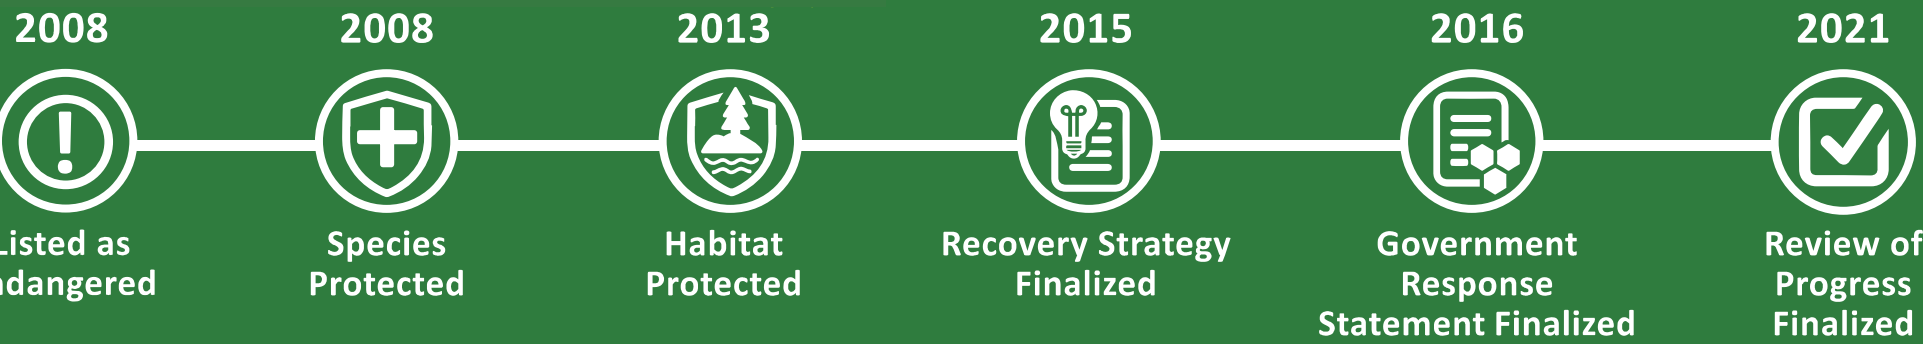 2008
2008
2013
2015
2016
2021
Listed as
Endangered
Species
Protected
Habitat
Protected
Recovery Strategy
Finalized
Government
Response
Statement Finalized
Review of
Progress
Finalized